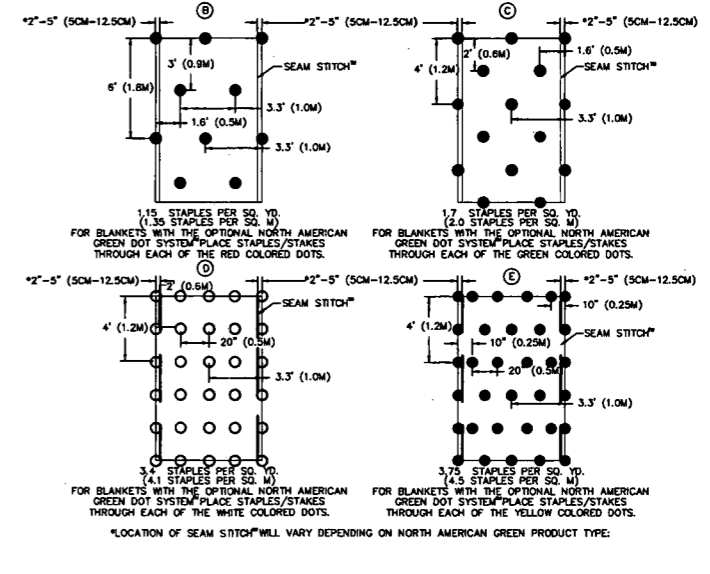 B
*2"-5" (5CM-12.5CM)
*2"-5" (5CM-12.5CM)
3' (0.9M)
6' (1.8M)
SEAM STITCH™
3.3' (1.0M)
1.6' (0.5M)
3.3' (1.0M)
1.15 STAPLES PER SQ. YD.
(1.35 STAPLES PER SQ. M)
FOR BLANKETS WITH THE OPTIONAL NORTH AMERICAN
GREEN DOT SYSTEM™ PLACE STAPLES/STAKES
THROUGH EACH OF THE RED COLORED DOTS.
C
*2"-5" (5CM-12.5CM)
*2"-5" (5CM-12.5CM)
2' (0.6M)
1.6' (0.5M)
4' (1.2M)
SEAM STITCH™
3.3' (1.0M)
1.7 STAPLES PER SQ. YD.
(2.0 STAPLES PER SQ. M)
FOR BLANKETS WITH THE OPTIONAL NORTH AMERICAN
GREEN DOT SYSTEM™ PLACE STAPLES/STAKES
THROUGH EACH OF THE GREEN COLORED DOTS.
D
*2"-5" (5CM-12.5CM)
*2"-5" (5CM-12.5CM)
2' (0.6M)
SEAM STITCH™
4' (1.2M)
20" (0.5M)
3.3' (1.0M)
3.4 STAPLES PER SQ. YD.
(4.1 STAPLES PER SQ. M)
FOR BLANKETS WITH THE OPTIONAL NORTH AMERICAN
GREEN DOT SYSTEM™ PLACE STAPLES/STAKES
THROUGH EACH OF THE WHITE COLORED DOTS.
E
*2"-5" (5CM-12.5CM)
*2"-5" (5CM-12.5CM)
10" (0.25M)
4' (1.2M)
SEAM STITCH™
10" (0.25M)
20" (0.5M)
3.3' (1.0M)
3.75 STAPLES PER SQ. YD.
(4.5 STAPLES PER SQ. M)
FOR BLANKETS WITH THE OPTIONAL NORTH AMERICAN
GREEN DOT SYSTEM™ PLACE STAPLES/STAKES
THROUGH EACH OF THE YELLOW COLORED DOTS.
*LOCATION OF SEAM STITCH™ WILL VARY DEPENDING ON NORTH AMERICAN GREEN PRODUCT TYPE: